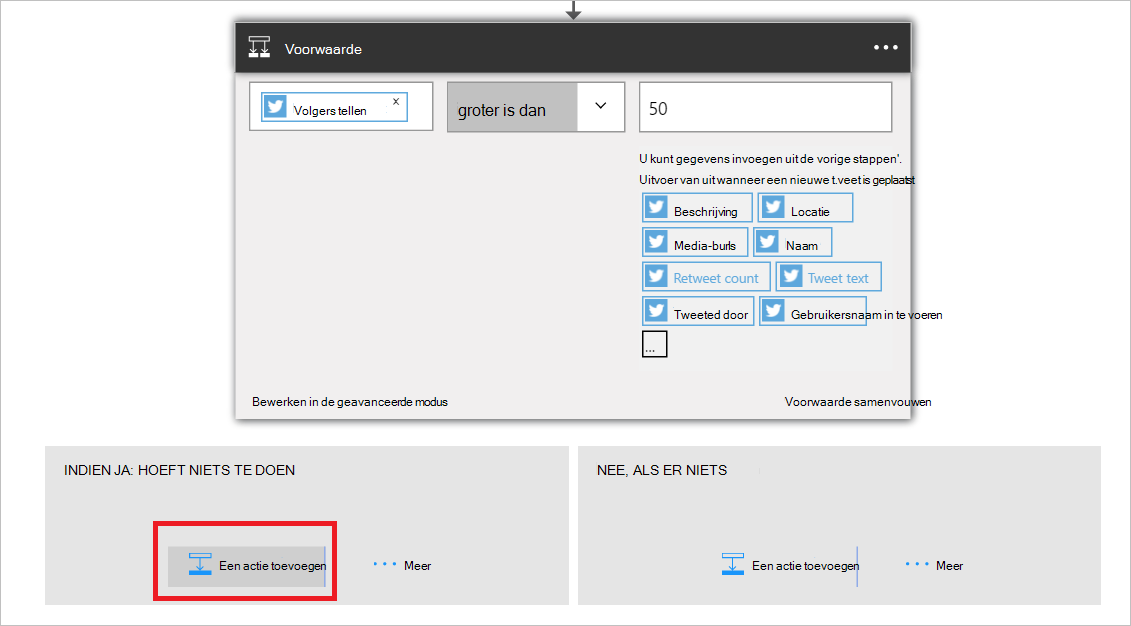 Voorwaarde
Volgers tellen x
groter is dan
50
U kunt gegevens invoegen uit de vorige stappen'.
Uitvoer van uit wanneer een nieuwe t.veet is geplaatst
Beschrijving Locatie
Media-burls Naam
Retweet count Tweet text
Tweeted door Gebruikersnaam in te voeren
...
Bewerken in de geavanceerde modus Voorwaarde samenvouwen
INDIEN JA: HOEFT NIETS TE DOEN
Een actie toevoegen Meer
NEE, ALS ER NIETS
Een actie toevoegen Meer